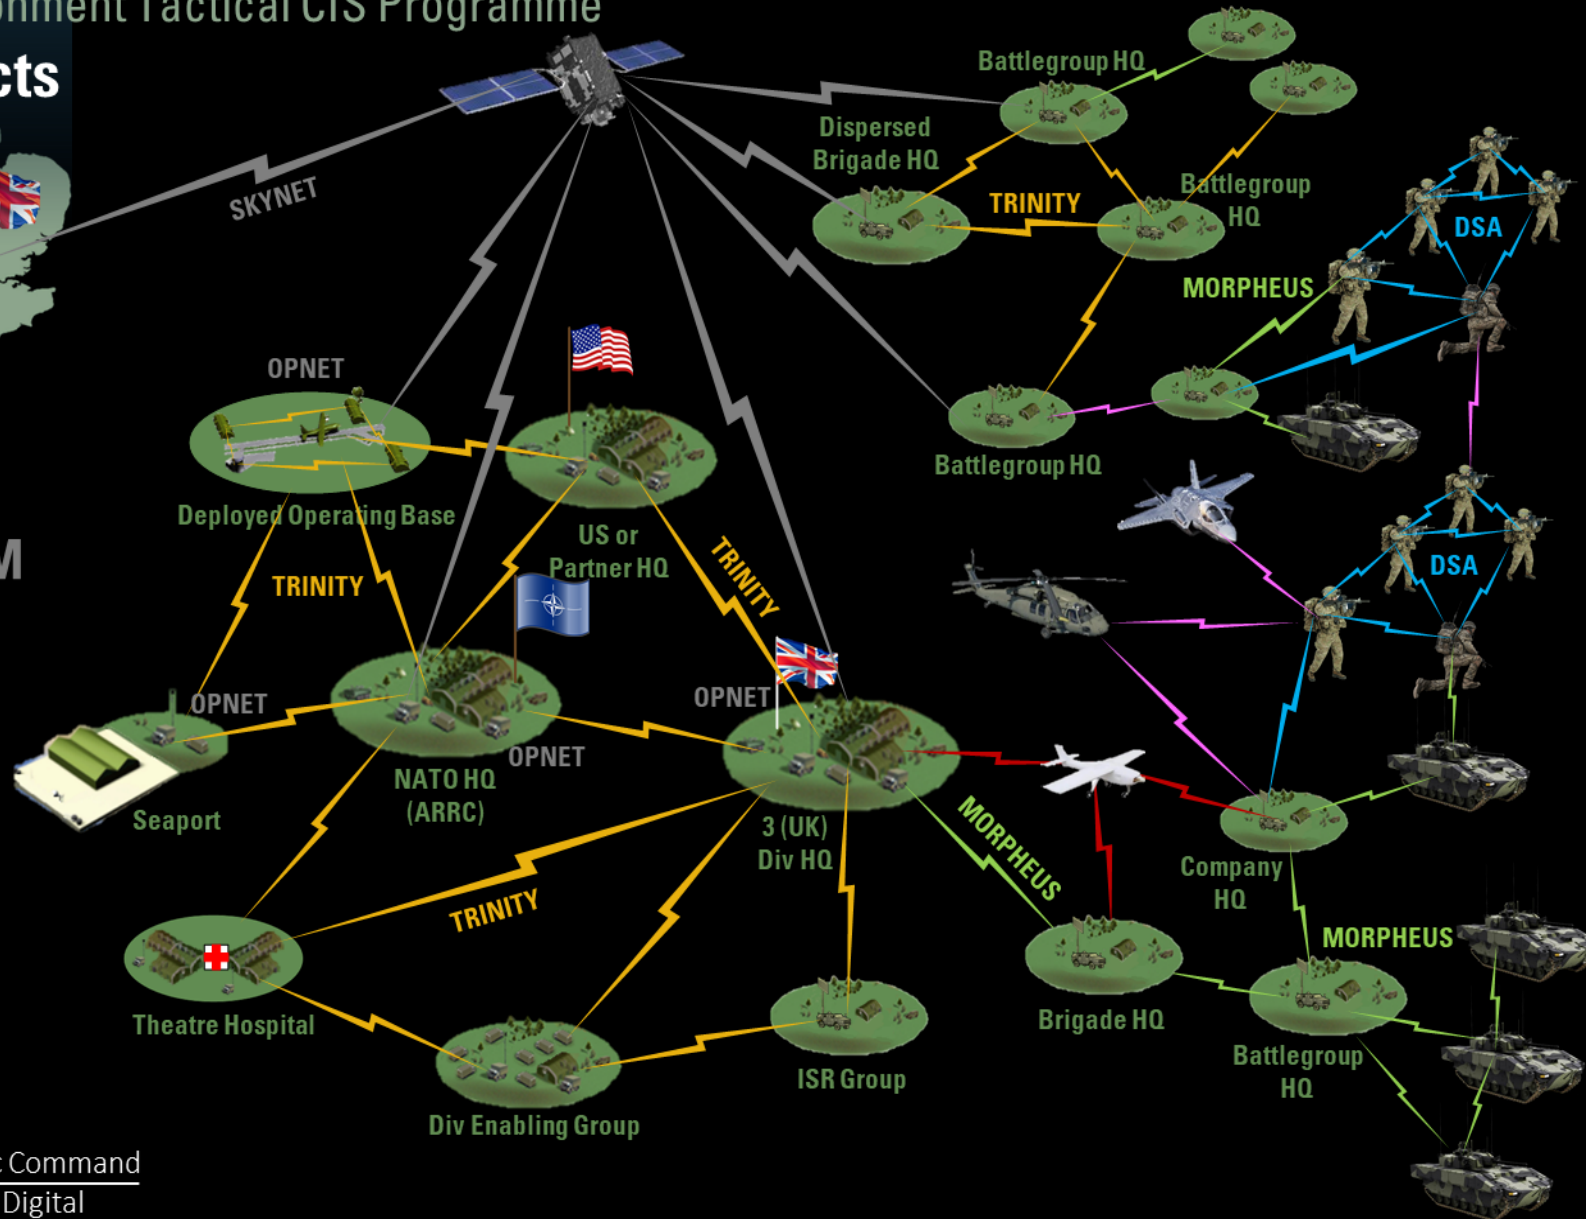 Tactical CIS Programme
SKYNET
Battlegroup HQ
Dispersed
Brigade HQ
TRINITY
Battlegroup
HQ
DSA
MORPHEUS
OPNET
Deployed Operating Base
US or
Partner HQ
Battlegroup HQ
TRINITY
TRINITY
DSA
OPNET
OPNET
OPNET
Seaport
NATO HQ
(ARRC)
3 (UK)
Div HQ
MORPHEUS
Company
HQ
TRINITY
MORPHEUS
Theatre Hospital
Brigade HQ
Battlegroup
HQ
ISR Group
Div Enabling Group
Command
Digital